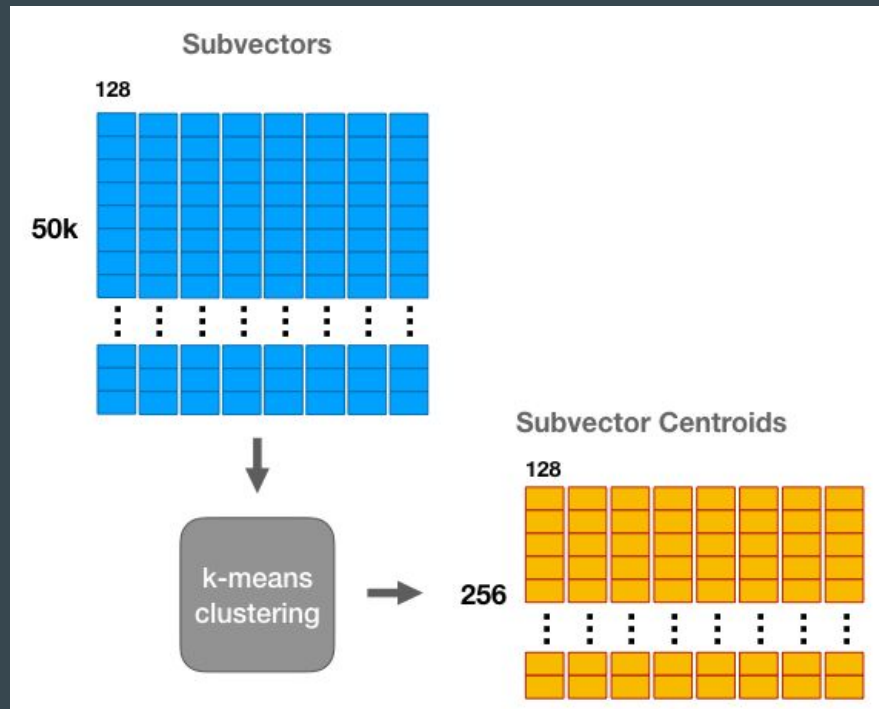 Subvectors
128
50k
k-means
clustering
Subvector Centroids
128
256